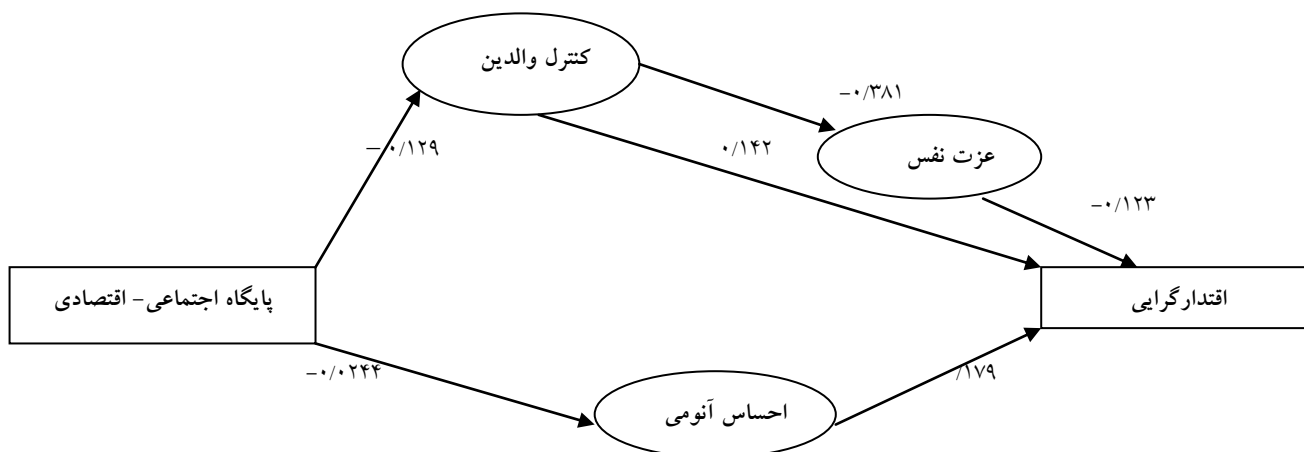 کنترل والدین
-۰/۳۸۱
عزت نفس
۰/۱۴۲
-۰/۱۲۹
-۰/۱۲۳
اقتدارگرایی
پایگاه اجتماعی- اقتصادی
-۰/۰۲۴۴
/۱۷۹
احساس آنومی